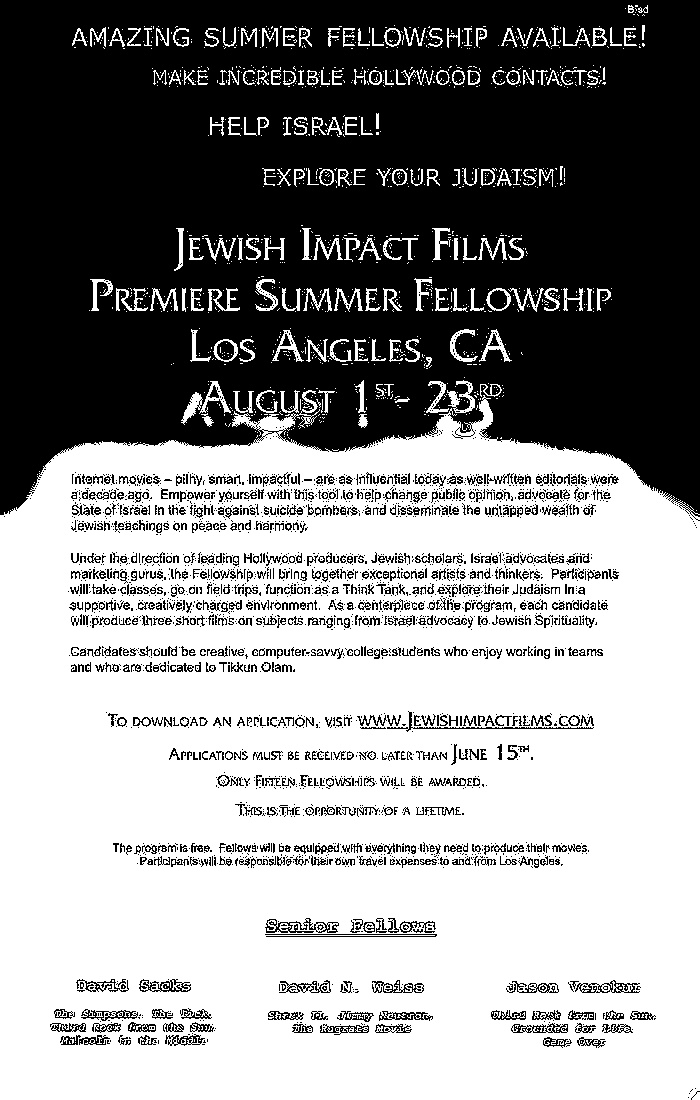 BIsd
AMAZING SUMMER FELLOWSHIP AVAILABLE!
MAKE INCREDIBLE HOLLYWOOD CONTACTS!
HELP ISRAEL!
EXPLORE YOUR JUDAISM!
JEWISH IMPACT FILMS
PREMIERE SUMMER FELLOWSHIP
LOS ANGELES, CA
AUGUST 1ST - 23RD
Internet movies – pithy, smart, impactful – are as influential today as well-written editorials were
a decade ago. Empower yourself with this tool to help change public opinion, advocate for the
State of Israel in the fight against suicide bombers, and disseminate the untapped wealth of
Jewish teachings on peace and harmony.
Under the direction of leading Hollywood producers, Jewish scholars, Israel advocates and
marketing gurus, the Fellowship will bring together exceptional artists and thinkers. Participants
will take classes, go on field trips, function as a Think Tank, and explore their Judaism in a
supportive, creatively charged environment. As a centerpiece of the program, each candidate
will produce three short films on subjects ranging from Israel advocacy to Jewish Spirituality.
Candidates should be creative, computer-savvy college students who enjoy working in teams
and who are dedicated to Tikkun Olam.
TO DOWNLOAD AN APPLICATION, VISIT WWW.JEWISHIMPACTFILMS.COM
APPLICATIONS MUST BE RECEIVED NO LATER THAN JUNE 15TH.
ONLY FIFTEEN FELLOWSHIPS WILL BE AWARDED.
THIS IS THE OPPORTUNITY OF A LIFETIME.
The program is free. Fellows will be equipped with everything they need to produce their movies.
Participants will be responsible for their own travel expenses to and from Los Angeles.
Senior Fellows
David Sacks David N. Weiss Jason Venokur
The Simpsons, The Tick, Shrek II, Jimmy Neutron, Third Rock from the Sun,
Third Rock from the Sun, The Rugrats Movie Grounded for Life,
Malcolm in the Middle Game Over